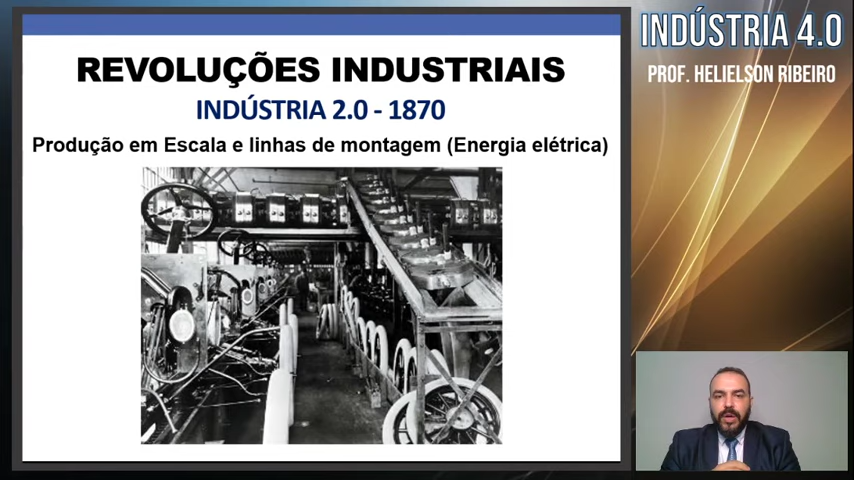 REVOLUÇÕES INDUSTRIAIS
INDÚSTRIA 2.0 - 1870
Produção em Escala e linhas de montagem (Energia elétrica)
INDÚSTRIA 4.0
PROF. HELIELSON RIBEIRO